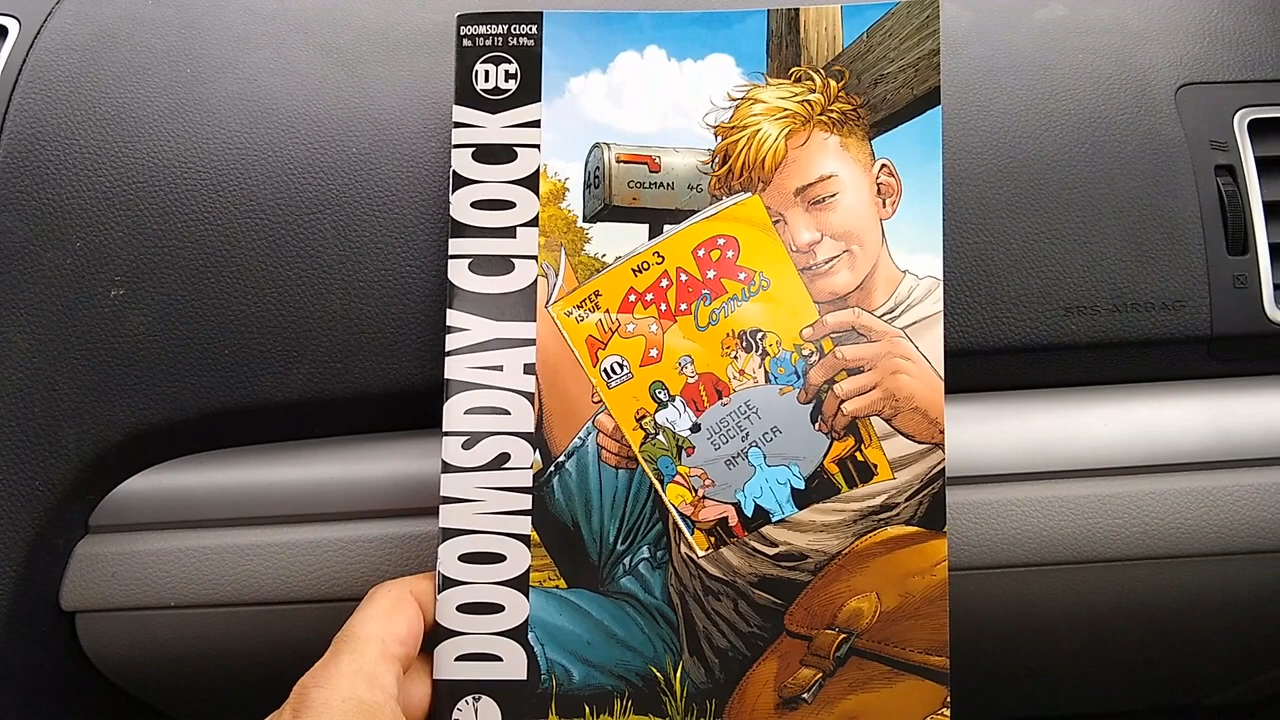 DOOMSDAY CLOCK
No. 10 of 12 $4.99us
DC
DOOMSDAY CLOCK
46 COLMAN 46
NO.3
WINTER
ISSUE
ALL STAR
Comics
10¢
JUSTICE
SOCIETY
OF
AMERICA
SRS-AIRBAG